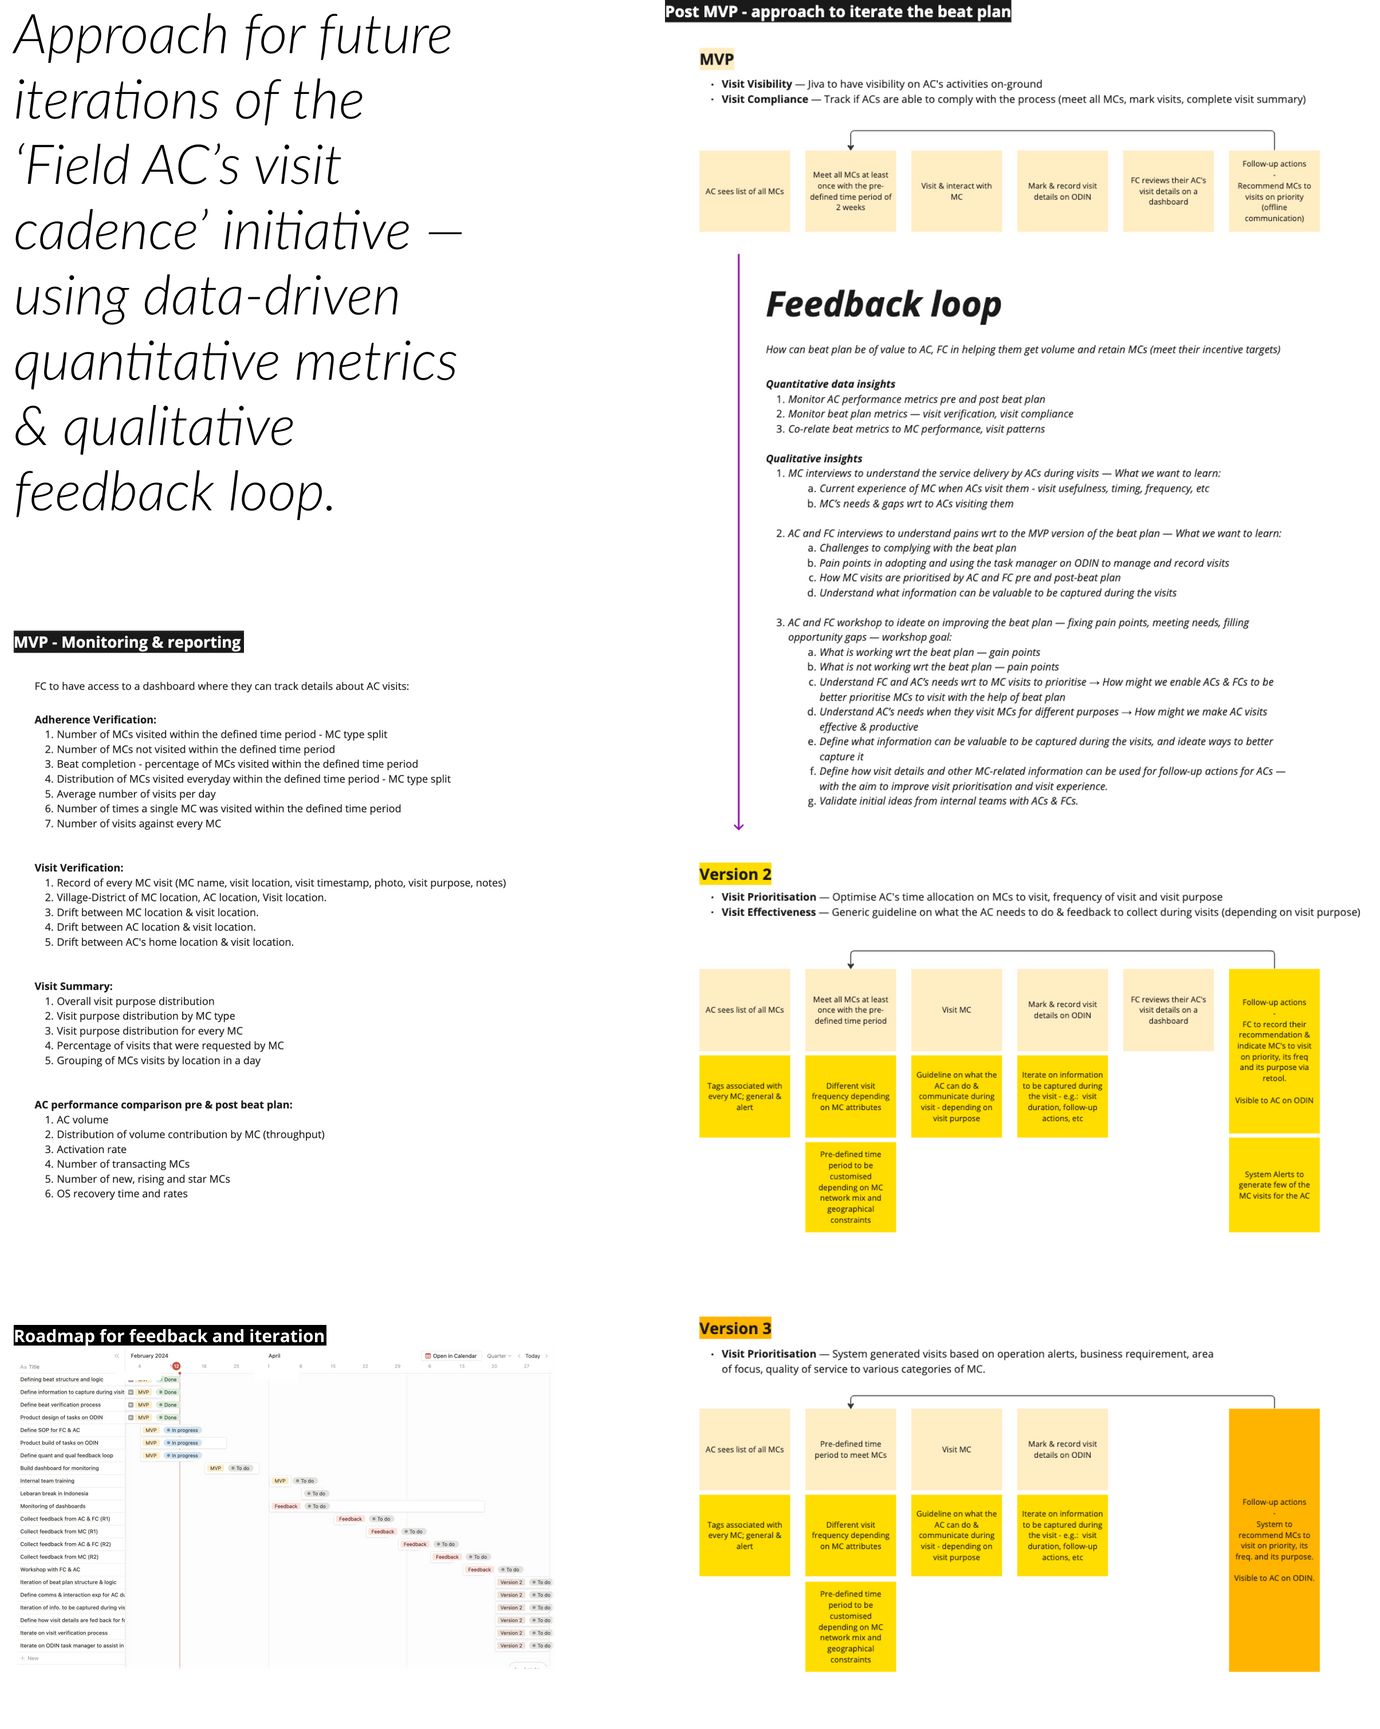 Approach for future
iterations of the
‘Field AC’s visit
cadence’ initiative —
using data-driven
quantitative metrics
& qualitative
feedback loop.
MVP - Monitoring & reporting
FC to have access to a dashboard where they can track details about AC visits:
Adherence Verification:
1. Number of MCs visited within the defined time period - MC type split
2. Number of MCs not visited within the defined time period
3. Beat completion - percentage of MCs visited within the defined time period
4. Distribution of MCs visited everyday within the defined time period - MC type split
5. Average number of visits per day
6. Number of times a single MC was visited within the defined time period
7. Number of visits against every MC
Visit Verification:
1. Record of every MC visit (MC name, visit location, visit timestamp, photo, visit purpose, notes)
2. Village-District of MC location, AC location, Visit location.
3. Drift between MC location & visit location.
4. Drift between AC location & visit location.
5. Drift between AC's home location & visit location.
Visit Summary:
1. Overall visit purpose distribution
2. Visit purpose distribution by MC type
3. Visit purpose distribution for every MC
4. Percentage of visits that were requested by MC
5. Grouping of MCs visits by location in a day
AC performance comparison pre & post beat plan:
1. AC volume
2. Distribution of volume contribution by MC (throughput)
3. Activation rate
4. Number of transacting MCs
5. Number of new, rising and star MCs
6. OS recovery time and rates
Roadmap for feedback and iteration
February 2024 April Open in Calendar Quarter Today
Aa Title 12 18 25 1 8 15 22 29 6 13 20 27
Defining beat structure and logic MVP Done
Define information to capture during visit MVP Done
Define beat verification process MVP Done
Product design of tasks on ODIN MVP Done
Define SOP for FC & AC MVP In progress
Product build of tasks on ODIN MVP In progress
Define quant and qual feedback loop MVP In progress
Build dashboard for monitoring MVP To do
Internal team training MVP To do
Lebaran break in Indonesia To do
Monitoring of dashboards Feedback To do
Collect feedback from AC & FC (R1) Feedback To do
Collect feedback from MC (R1) Feedback To do
Collect feedback from AC & FC (R2) Feedback To do
Collect feedback from MC (R2) Feedback To do
Workshop with FC & AC Feedback To do
Iteration of beat plan structure & logic Version 2 To do
Define comms & interaction exp for AC Version 2 To do
Iteration of info. to be captured during vis Version 2 To do
Define how visit details are fed back for Version 2 To do
Iterate on visit verification process Version 2 To do
Iterate on ODIN task manager to assist in Version 2 To do
+ New
Post MVP - approach to iterate the beat plan
MVP
• Visit Visibility — Jiva to have visibility on AC's activities on-ground
• Visit Compliance — Track if ACs are able to comply with the process (meet all MCs, mark visits, complete visit summary)
AC sees list of all MCs
Meet all MCs at least
once with the pre-
defined time period of
2 weeks
Visit & interact with
MC
Mark & record visit
details on ODIN
FC reviews their AC's
visit details on a
dashboard
Follow-up actions
-
Recommend MCs to
visits on priority
(offline
communication)
Feedback loop
How can beat plan be of value to AC, FC in helping them get volume and retain MCs (meet their incentive targets)
Quantitative data insights
1. Monitor AC performance metrics pre and post beat plan
2. Monitor beat plan metrics — visit verification, visit compliance
3. Co-relate beat metrics to MC performance, visit patterns
Qualitative insights
1. MC interviews to understand the service delivery by ACs during visits — What we want to learn:
a. Current experience of MC when ACs visit them - visit usefulness, timing, frequency, etc
b. MC's needs & gaps wrt to ACs visiting them
2. AC and FC interviews to understand pains wrt to the MVP version of the beat plan — What we want to learn:
a. Challenges to complying with the beat plan
b. Pain points in adopting and using the task manager on ODIN to manage and record visits
c. How MC visits are prioritised by AC and FC pre and post-beat plan
d. Understand what information can be valuable to be captured during the visits
3. AC and FC workshop to ideate on improving the beat plan — fixing pain points, meeting needs, filling
opportunity gaps — workshop goal:
a. What is working wrt the beat plan — gain points
b. What is not working wrt the beat plan — pain points
c. Understand FC and AC's needs wrt to MC visits to prioritise → How might we enable ACs & FCs to be
better prioritise MCs to visit with the help of beat plan
d. Understand AC's needs when they visit MCs for different purposes → How might we make AC visits
effective & productive
e. Define what information can be valuable to be captured during the visits, and ideate ways to better
capture it
f. Define how visit details and other MC-related information can be used for follow-up actions for ACs —
with the aim to improve visit prioritisation and visit experience.
g. Validate initial ideas from internal teams with ACs & FCs.
Version 2
• Visit Prioritisation — Optimise AC's time allocation on MCs to visit, frequency of visit and visit purpose
• Visit Effectiveness — Generic guideline on what the AC needs to do & feedback to collect during visits (depending on visit purpose)
AC sees list of all MCs
Meet all MCs at least
once with the pre-
defined time period
Visit MC
Mark & record visit
details on ODIN
FC reviews their AC's
visit details on a
dashboard
Follow-up actions
-
FC to record their
recommendation &
indicate MC's to visit
on priority, its freq
and its purpose via
retool.
Visible to AC on ODIN
Tags associated with
every MC; general &
alert
Different visit
frequency depending
on MC attributes
Guideline on what the
AC can do &
communicate during
visit - depending on
visit purpose
Iterate on information
to be captured during
the visit - e.g.: visit
duration, follow-up
actions, etc
Pre-defined time
period to be
customised
depending on MC
network mix and
geographical
constraints
System Alerts to
generate few of the
MC visits for the AC
Version 3
• Visit Prioritisation — System generated visits based on operation alerts, business requirement, area
of focus, quality of service to various categories of MC.
AC sees list of all MCs
Pre-defined time
period to meet MCs
Visit MC
Mark & record visit
details on ODIN
Follow-up actions
-
System to
recommend MCs to
visit on priority, its
freq. and its purpose.
Visible to AC on ODIN.
Tags associated with
every MC; general &
alert
Different visit
frequency depending
on MC attributes
Guideline on what the
AC can do &
communicate during
visit - depending on
visit purpose
Iterate on information
to be captured during
the visit - e.g.: visit
duration, follow-up
actions, etc
Pre-defined time
period to be
customised
depending on MC
network mix and
geographical
constraints